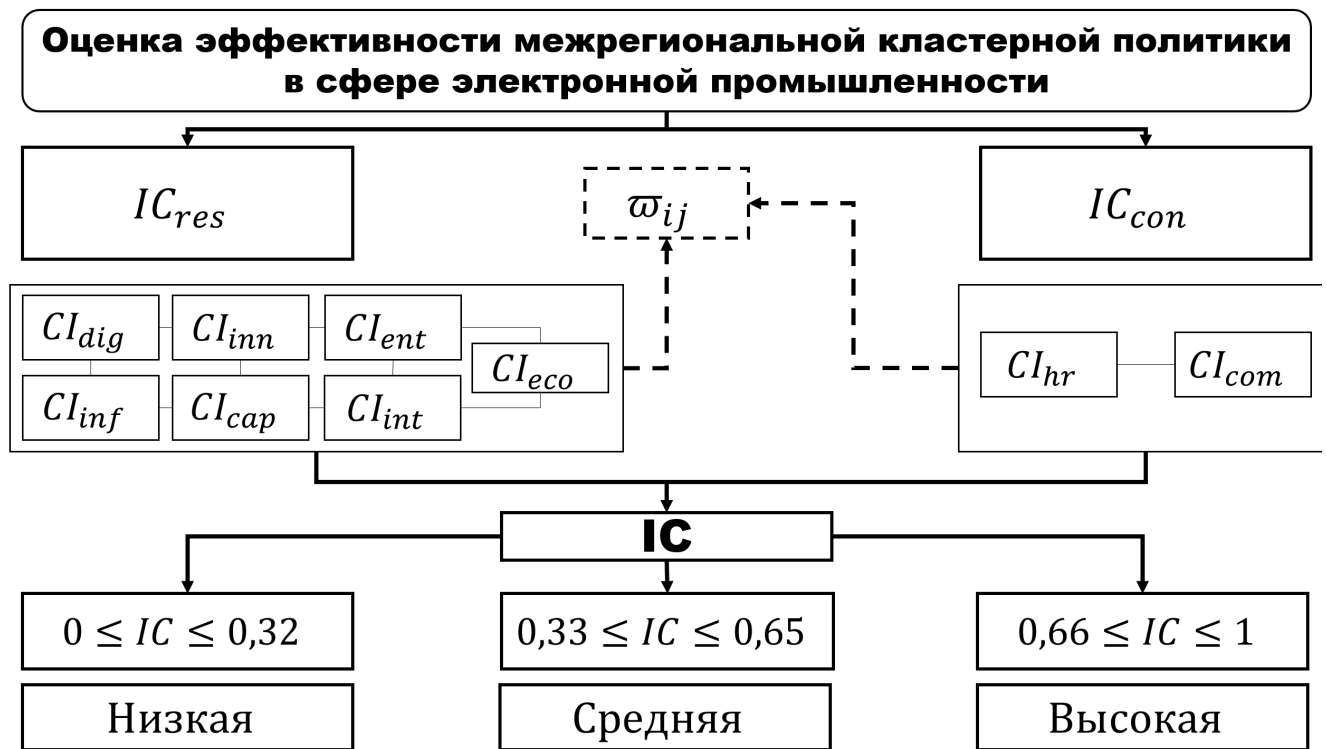 Оценка эффективности межрегиональной кластерной политики
в сфере электронной промышленности
IC_res
ϖ_ij
IC_con
CI_dig
CI_inn
CI_ent
CI_eco
CI_inf
CI_cap
CI_int
CI_hr
CI_com
IC
0 ≤ IC ≤ 0,32
0,33 ≤ IC ≤ 0,65
0,66 ≤ IC ≤ 1
Низкая
Средняя
Высокая